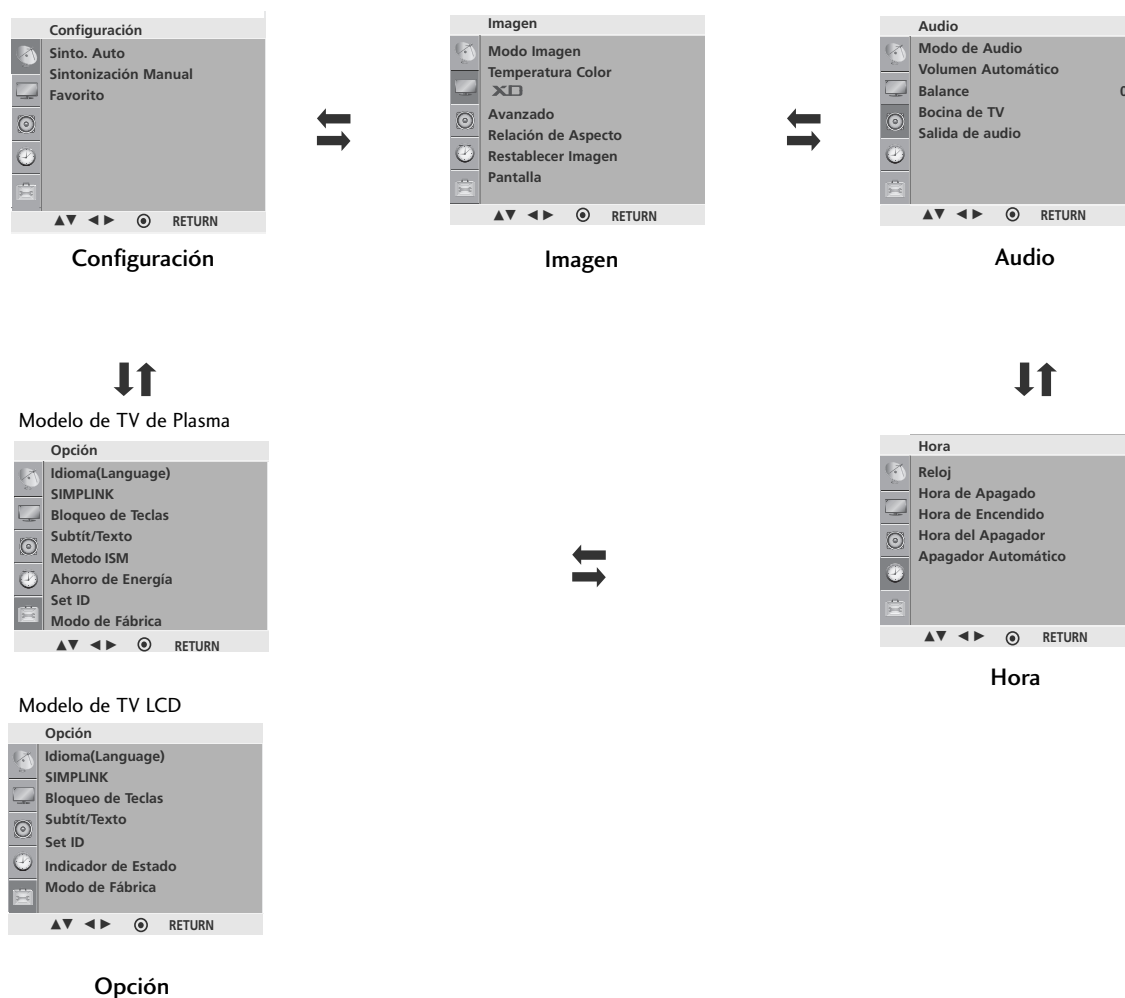 Configuración
Sinto. Auto
Sintonización Manual
Favorito
▲▼ ◄► RETURN
Configuración
Imagen
Modo Imagen
Temperatura Color
XD
Avanzado
Relación de Aspecto
Restablecer Imagen
Pantalla
▲▼ ◄► RETURN
Imagen
Audio
Modo de Audio
Volumen Automático
Balance 0
Bocina de TV
Salida de audio
▲▼ ◄► RETURN
Audio
Modelo de TV de Plasma
Opción
Idioma(Language)
SIMPLINK
Bloqueo de Teclas
Subtít/Texto
Metodo ISM
Ahorro de Energía
Set ID
Modo de Fábrica
▲▼ ◄► RETURN
Hora
Reloj
Hora de Apagado
Hora de Encendido
Hora del Apagador
Apagador Automático
▲▼ ◄► RETURN
Hora
Modelo de TV LCD
Opción
Idioma(Language)
SIMPLINK
Bloqueo de Teclas
Subtít/Texto
Set ID
Indicador de Estado
Modo de Fábrica
▲▼ ◄► RETURN
Opción